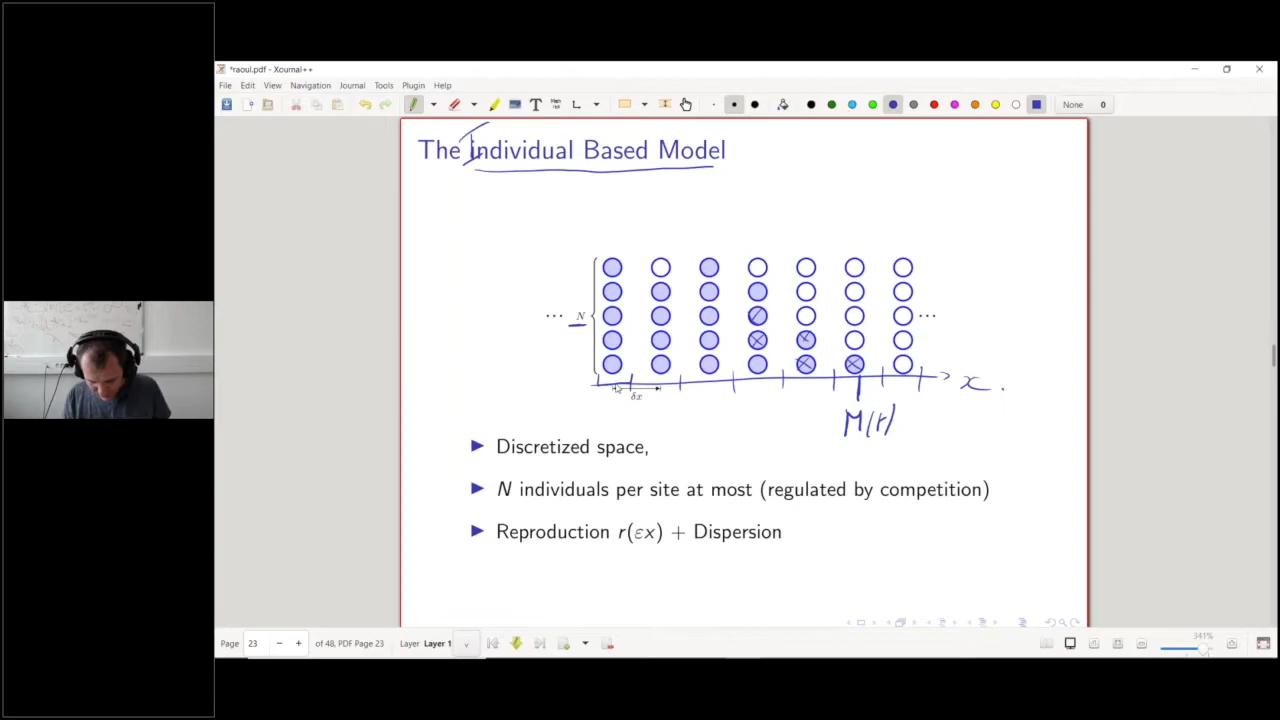 *raoul.pdf - Xournal++
File Edit View Navigation Journal Tools Plugin Help
None 0
The Individual Based Model
... N ...
δx
x
M(t)
▶ Discretized space,
▶ N individuals per site at most (regulated by competition)
▶ Reproduction r(εx) + Dispersion
341%
Page 23 − + of 48, PDF Page 23 Layer Layer 1